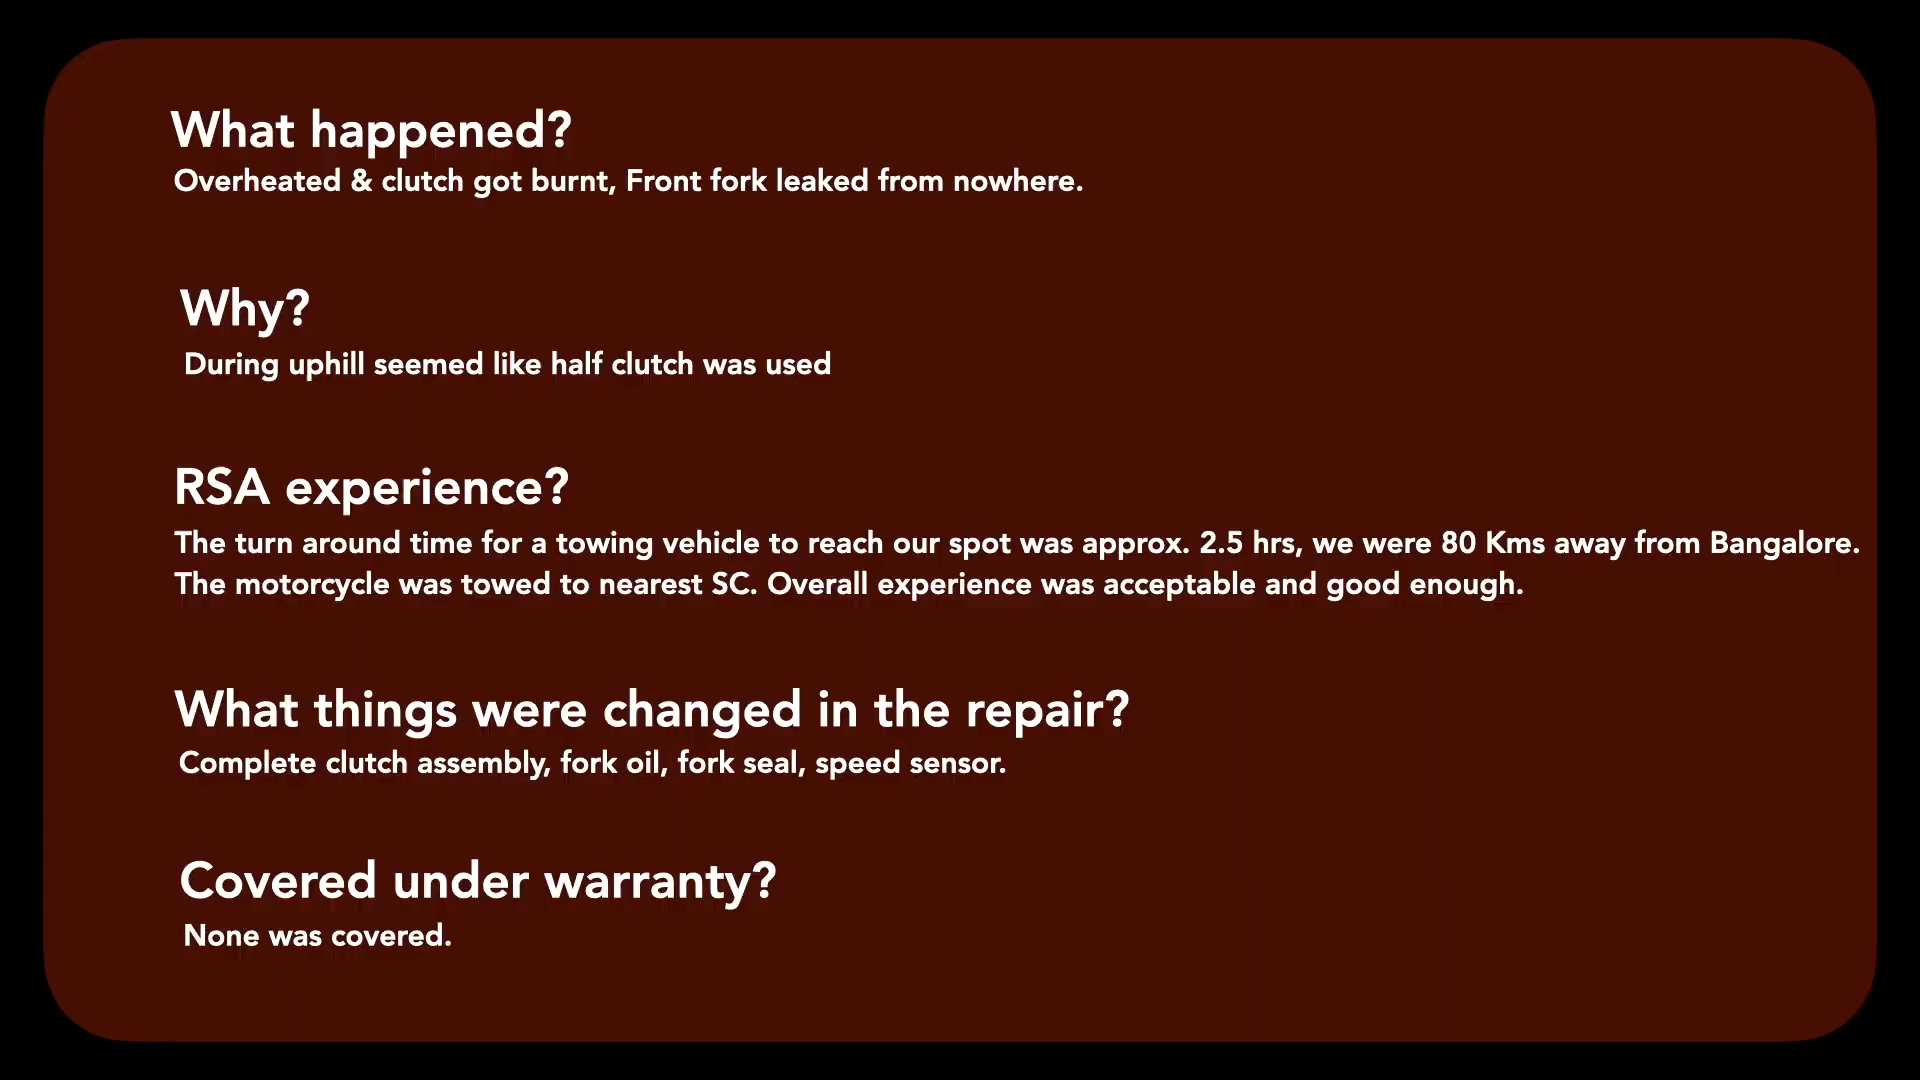 What happened?
Overheated & clutch got burnt, Front fork leaked from nowhere.
Why?
During uphill seemed like half clutch was used
RSA experience?
The turn around time for a towing vehicle to reach our spot was approx. 2.5 hrs, we were 80 Kms away from Bangalore.
The motorcycle was towed to nearest SC. Overall experience was acceptable and good enough.
What things were changed in the repair?
Complete clutch assembly, fork oil, fork seal, speed sensor.
Covered under warranty?
None was covered.